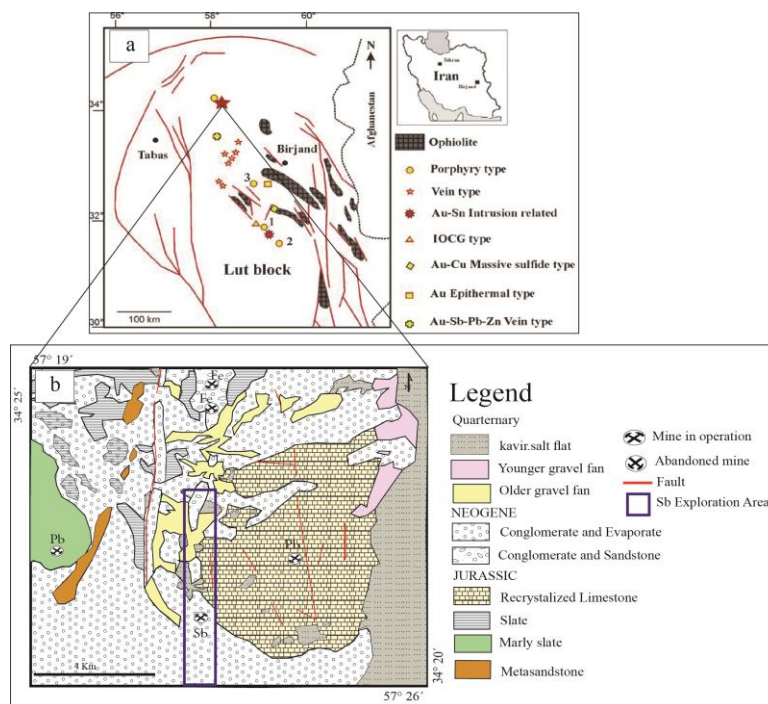 58
60
a
N
34
Afghanestan
Tabas
Birjand
3
32
1
2
Lut block
100 km
30
Tehran
Iran
Birjand
Ophiolite
Porphyry type
Vein type
Au-Sn Intrusion related
IOCG type
Au-Cu Massive sulfide type
Au Epithermal type
Au-Sb-Pb-Zn Vein type
57° 19´
34° 25´
b
Fe
Fe
Pb
Pb
Sb
4 Km
34° 20´
57° 26´
Legend
Quarternary
kavir.salt flat
Younger gravel fan
Older gravel fan
NEOGENE
Conglomerate and Evaporite
Conglomerate and Sandstone
JURASSIC
Recrystalized Limestone
Slate
Marly slate
Metasandstone
Mine in operation
Abandoned mine
Fault
Sb Exploration Area